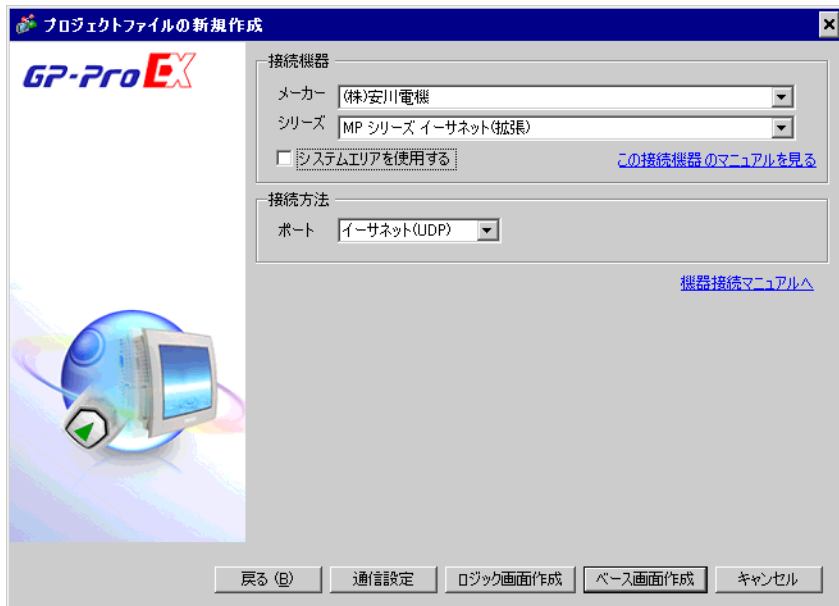 プロジェクトファイルの新規作成
GP-Pro EX
接続機器
メーカー (株)安川電機
シリーズ MP シリーズ イーサネット(拡張)
システムエリアを使用する この接続機器のマニュアルを見る
接続方法
ポート イーサネット(UDP)
機器接続マニュアルへ
戻る (B) 通信設定 ロジック画面作成 ベース画面作成 キャンセル